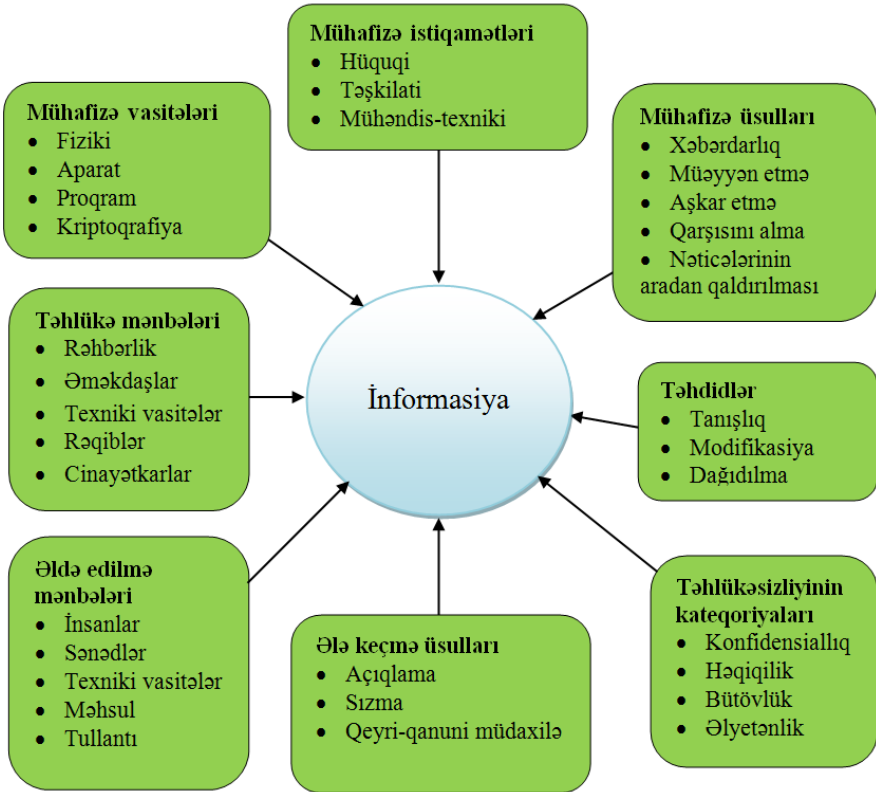 Mühafizə istiqamətləri
• Hüquqi
• Təşkilati
• Mühəndis-texniki
Mühafizə vasitələri
• Fiziki
• Aparat
• Proqram
• Kriptoqrafiya
Mühafizə üsulları
• Xəbərdarlıq
• Müəyyən etmə
• Aşkar etmə
• Qarşısını alma
• Nəticələrinin
aradan qaldırılması
Təhlükə mənbələri
• Rəhbərlik
• Əməkdaşlar
• Texniki vasitələr
• Rəqiblər
• Cinayətkarlar
İnformasiya
Təhdidlər
• Tanışlıq
• Modifikasiya
• Dağıdılma
Əldə edilmə
mənbələri
• İnsanlar
• Sənədlər
• Texniki vasitələr
• Məhsul
• Tullantı
Ələ keçmə üsulları
• Açıqlama
• Sızma
• Qeyri-qanuni müdaxilə
Təhlükəsizliyinin
kateqoriyaları
• Konfidensiallıq
• Həqiqilik
• Bütövlük
• Əlyetənlik